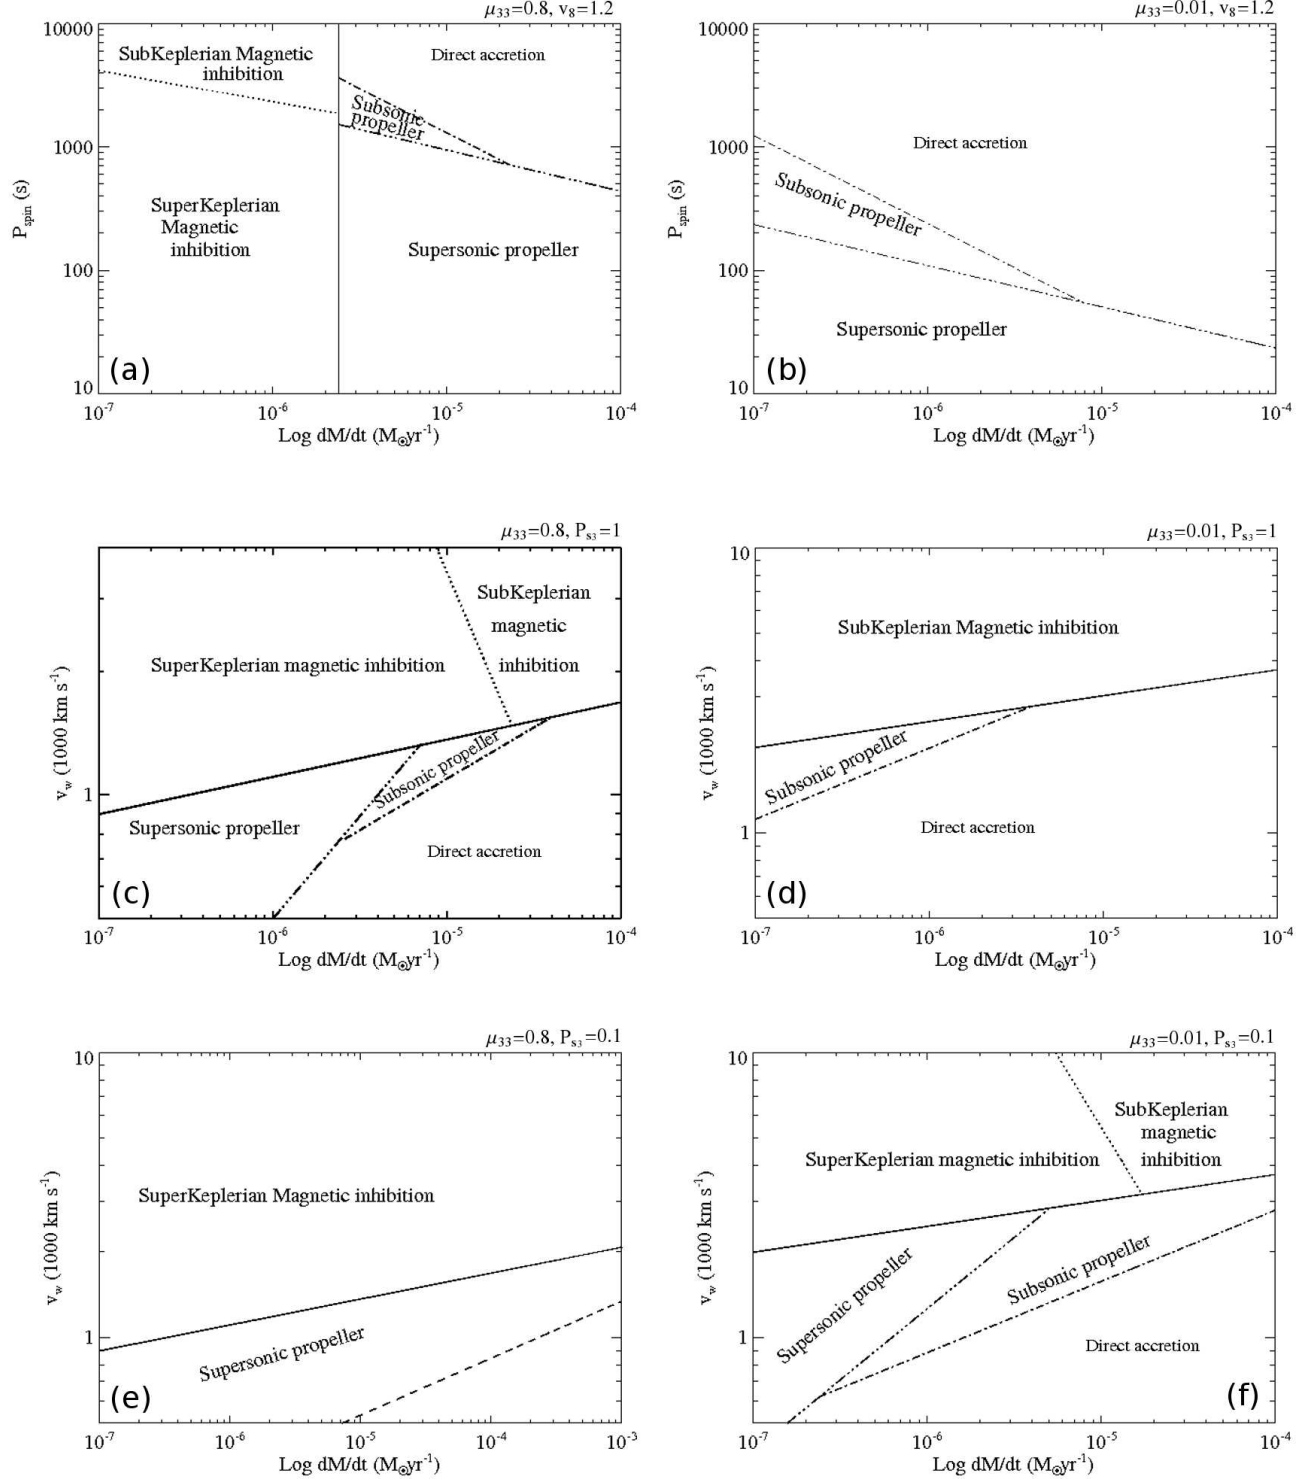 μ₃₃=0.8, v₈=1.2
10000
1000
100
10
P_spin (s)
SubKeplerian Magnetic
inhibition
Direct accretion
Subsonic
propeller
SuperKeplerian
Magnetic
inhibition
Supersonic propeller
(a)
10⁻⁷ 10⁻⁶ 10⁻⁵ 10⁻⁴
Log dM/dt (M☉yr⁻¹)
μ₃₃=0.01, v₈=1.2
10000
1000
100
10
P_spin (s)
Direct accretion
Subsonic propeller
Supersonic propeller
(b)
10⁻⁷ 10⁻⁶ 10⁻⁵ 10⁻⁴
Log dM/dt (M☉yr⁻¹)
μ₃₃=0.8, P_s₃=1
1
v_w (1000 km s⁻¹)
SubKeplerian
magnetic
inhibition
SuperKeplerian magnetic inhibition
Subsonic propeller
Supersonic propeller
Direct accretion
(c)
10⁻⁷ 10⁻⁶ 10⁻⁵ 10⁻⁴
Log dM/dt (M☉yr⁻¹)
μ₃₃=0.01, P_s₃=1
10
1
v_w (1000 km s⁻¹)
SubKeplerian Magnetic inhibition
Subsonic propeller
Direct accretion
(d)
10⁻⁷ 10⁻⁶ 10⁻⁵ 10⁻⁴
Log dM/dt (M☉yr⁻¹)
μ₃₃=0.8, P_s₃=0.1
10
1
v_w (1000 km s⁻¹)
SuperKeplerian Magnetic inhibition
Supersonic propeller
(e)
10⁻⁷ 10⁻⁶ 10⁻⁵ 10⁻⁴ 10⁻³
Log dM/dt (M☉yr⁻¹)
μ₃₃=0.01, P_s₃=0.1
10
1
v_w (1000 km s⁻¹)
SubKeplerian
magnetic
inhibition
SuperKeplerian magnetic inhibition
Supersonic propeller
Subsonic propeller
Direct accretion
(f)
10⁻⁷ 10⁻⁶ 10⁻⁵ 10⁻⁴
Log dM/dt (M☉yr⁻¹)